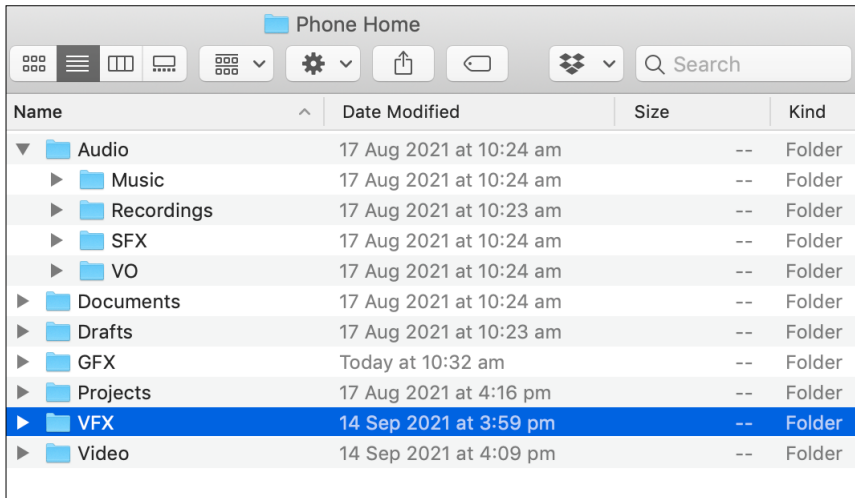 Phone Home
Search
Name Date Modified Size Kind
Audio 17 Aug 2021 at 10:24 am -- Folder
Music 17 Aug 2021 at 10:24 am -- Folder
Recordings 17 Aug 2021 at 10:23 am -- Folder
SFX 17 Aug 2021 at 10:24 am -- Folder
VO 17 Aug 2021 at 10:24 am -- Folder
Documents 17 Aug 2021 at 10:24 am -- Folder
Drafts 17 Aug 2021 at 10:23 am -- Folder
GFX Today at 10:32 am -- Folder
Projects 17 Aug 2021 at 4:16 pm -- Folder
VFX 14 Sep 2021 at 3:59 pm -- Folder
Video 14 Sep 2021 at 4:09 pm -- Folder